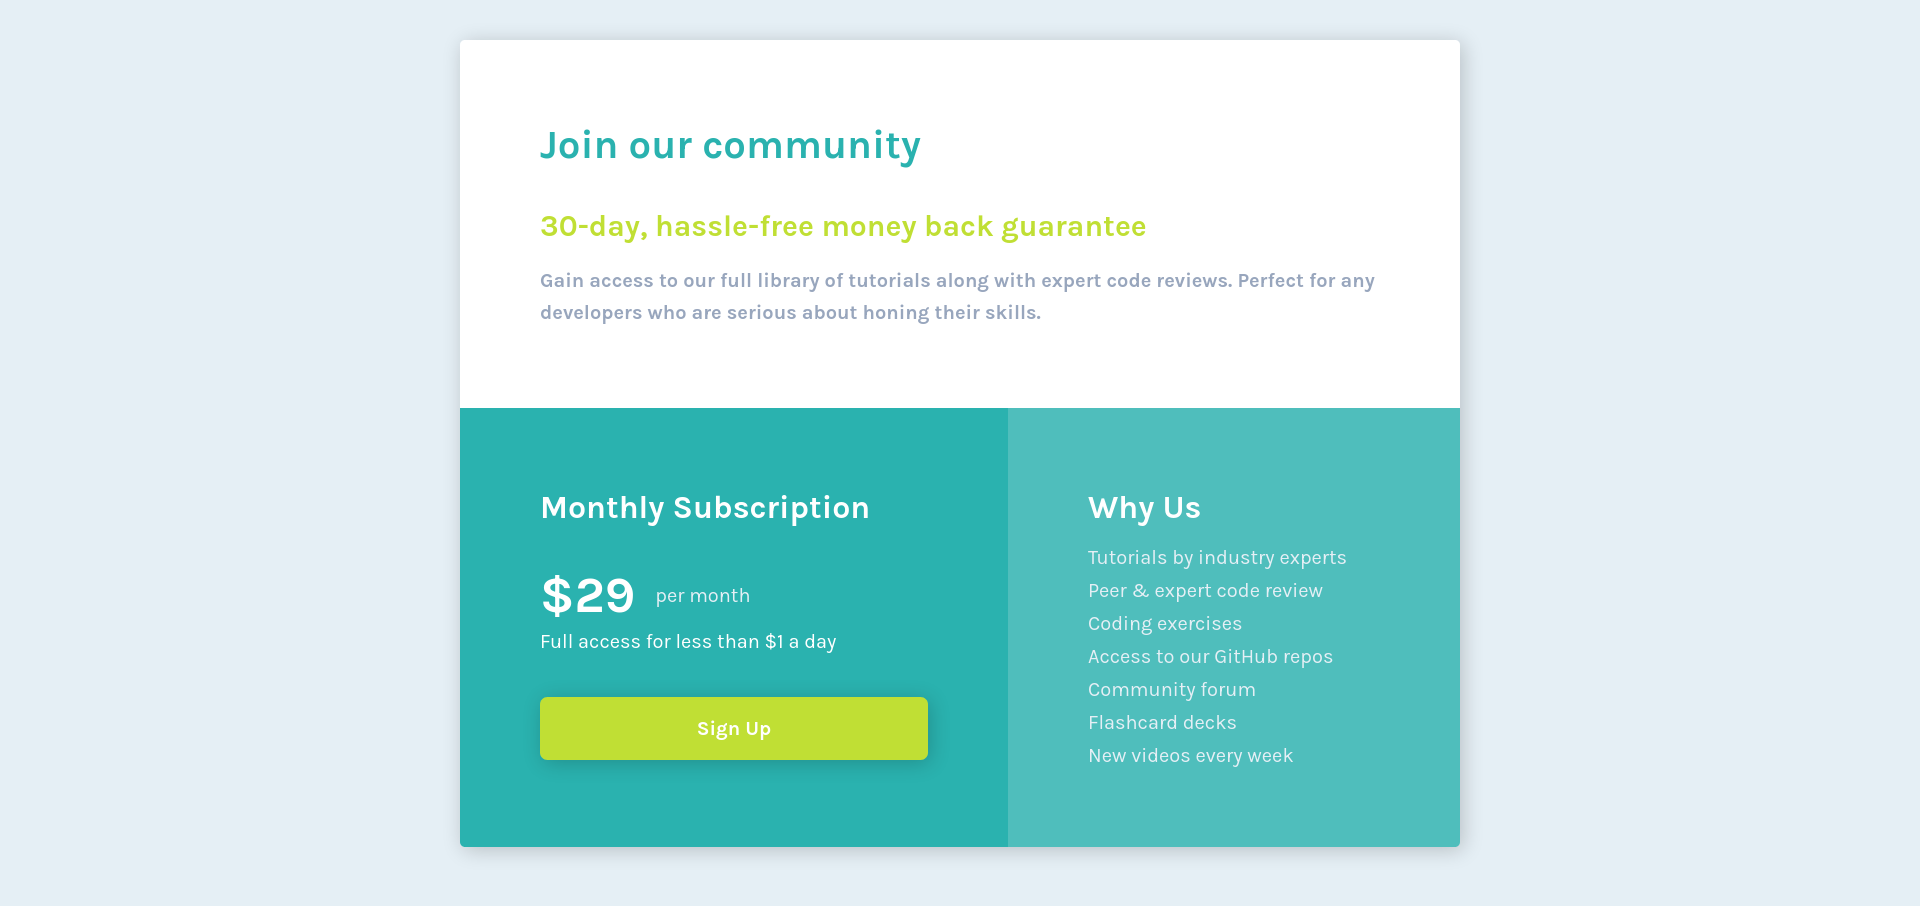 Join our community
30-day, hassle-free money back guarantee
Gain access to our full library of tutorials along with expert code reviews. Perfect for any
developers who are serious about honing their skills.
Monthly Subscription
$29 per month
Full access for less than $1 a day
Sign Up
Why Us
Tutorials by industry experts
Peer & expert code review
Coding exercises
Access to our GitHub repos
Community forum
Flashcard decks
New videos every week